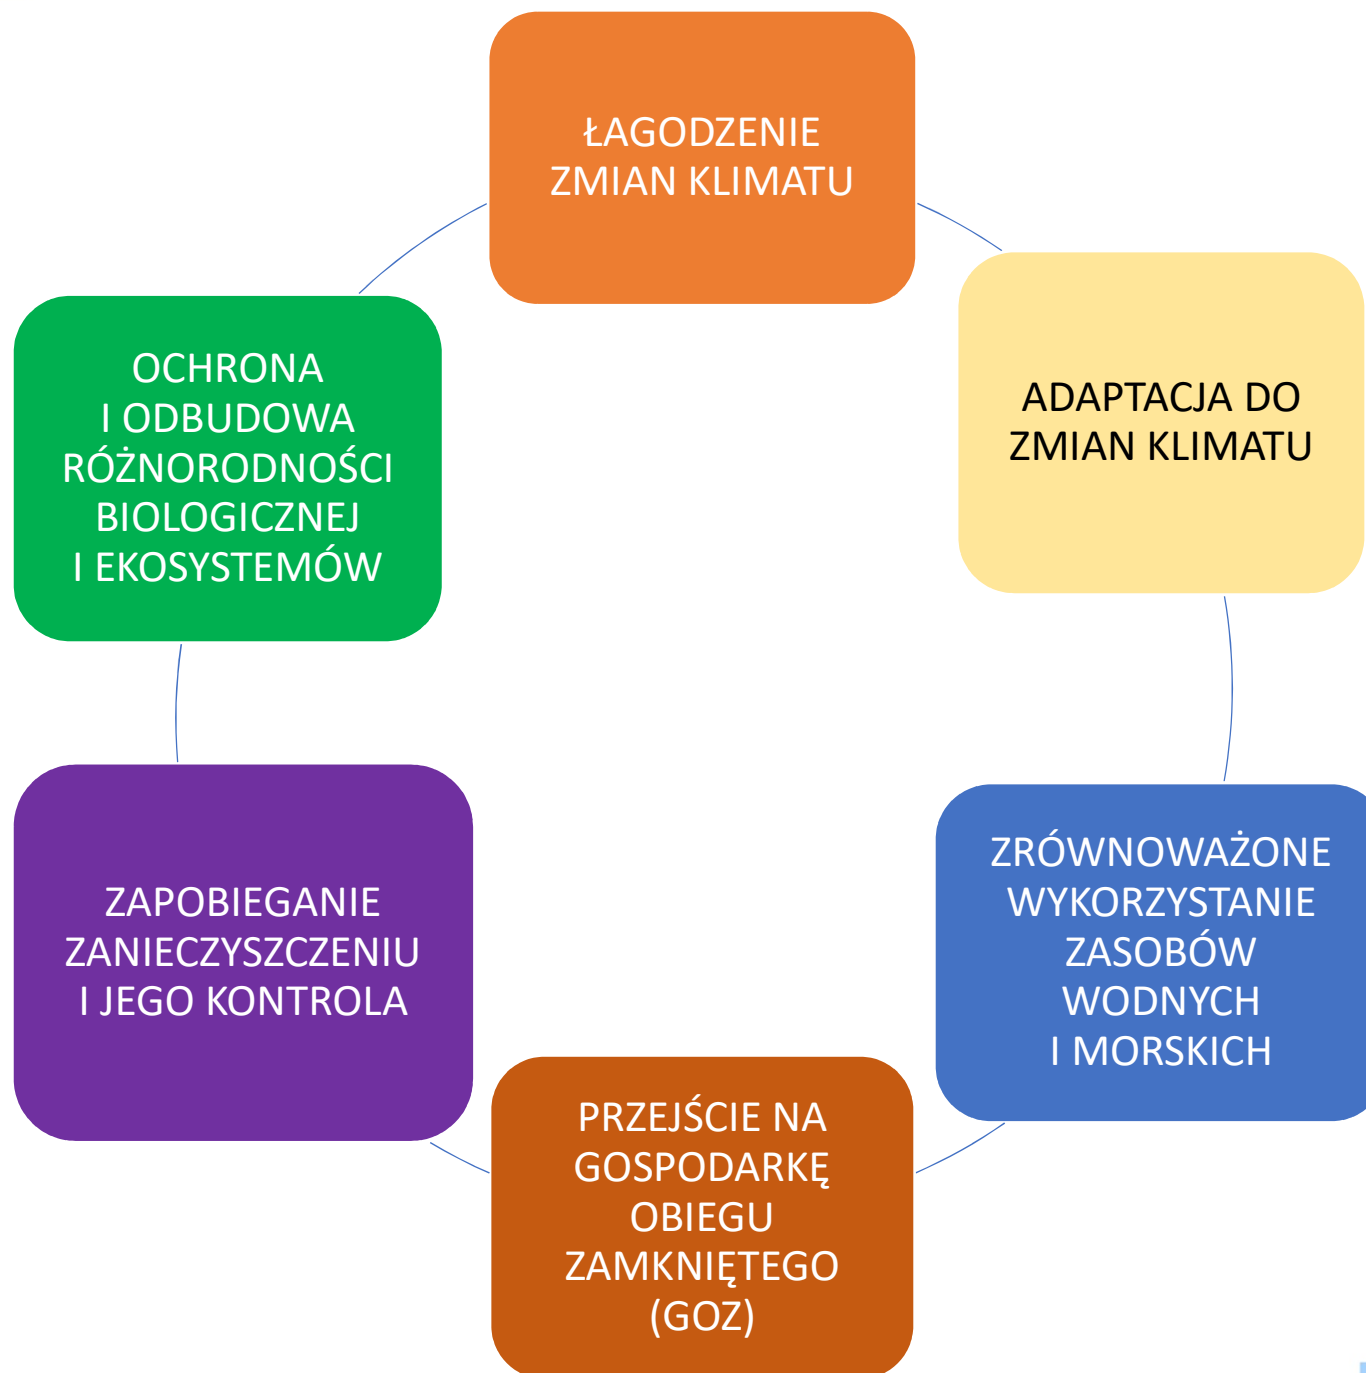 ŁAGODZENIE
ZMIAN KLIMATU
ADAPTACJA DO
ZMIAN KLIMATU
ZRÓWNOWAŻONE
WYKORZYSTANIE
ZASOBÓW
WODNYCH
I MORSKICH
PRZEJŚCIE NA
GOSPODARKĘ
OBIEGU
ZAMKNIĘTEGO
(GOZ)
ZAPOBIEGANIE
ZANIECZYSZCZENIU
I JEGO KONTROLA
OCHRONA
I ODBUDOWA
RÓŻNORODNOŚCI
BIOLOGICZNEJ
I EKOSYSTEMÓW